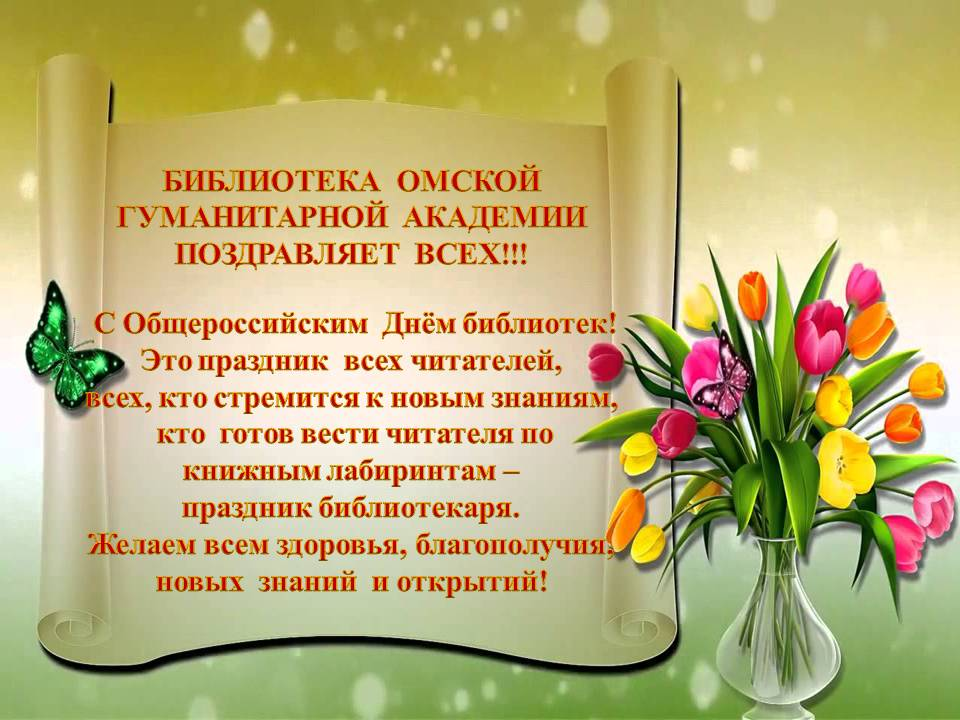 БИБЛИОТЕКА ОМСКОЙ
ГУМАНИТАРНОЙ АКАДЕМИИ
ПОЗДРАВЛЯЕТ ВСЕХ!!!
С Общероссийским Днём библиотек!
Это праздник всех читателей,
всех, кто стремится к новым знаниям,
кто готов вести читателя по
книжным лабиринтам –
праздник библиотекаря.
Желаем всем здоровья, благополучия,
новых знаний и открытий!